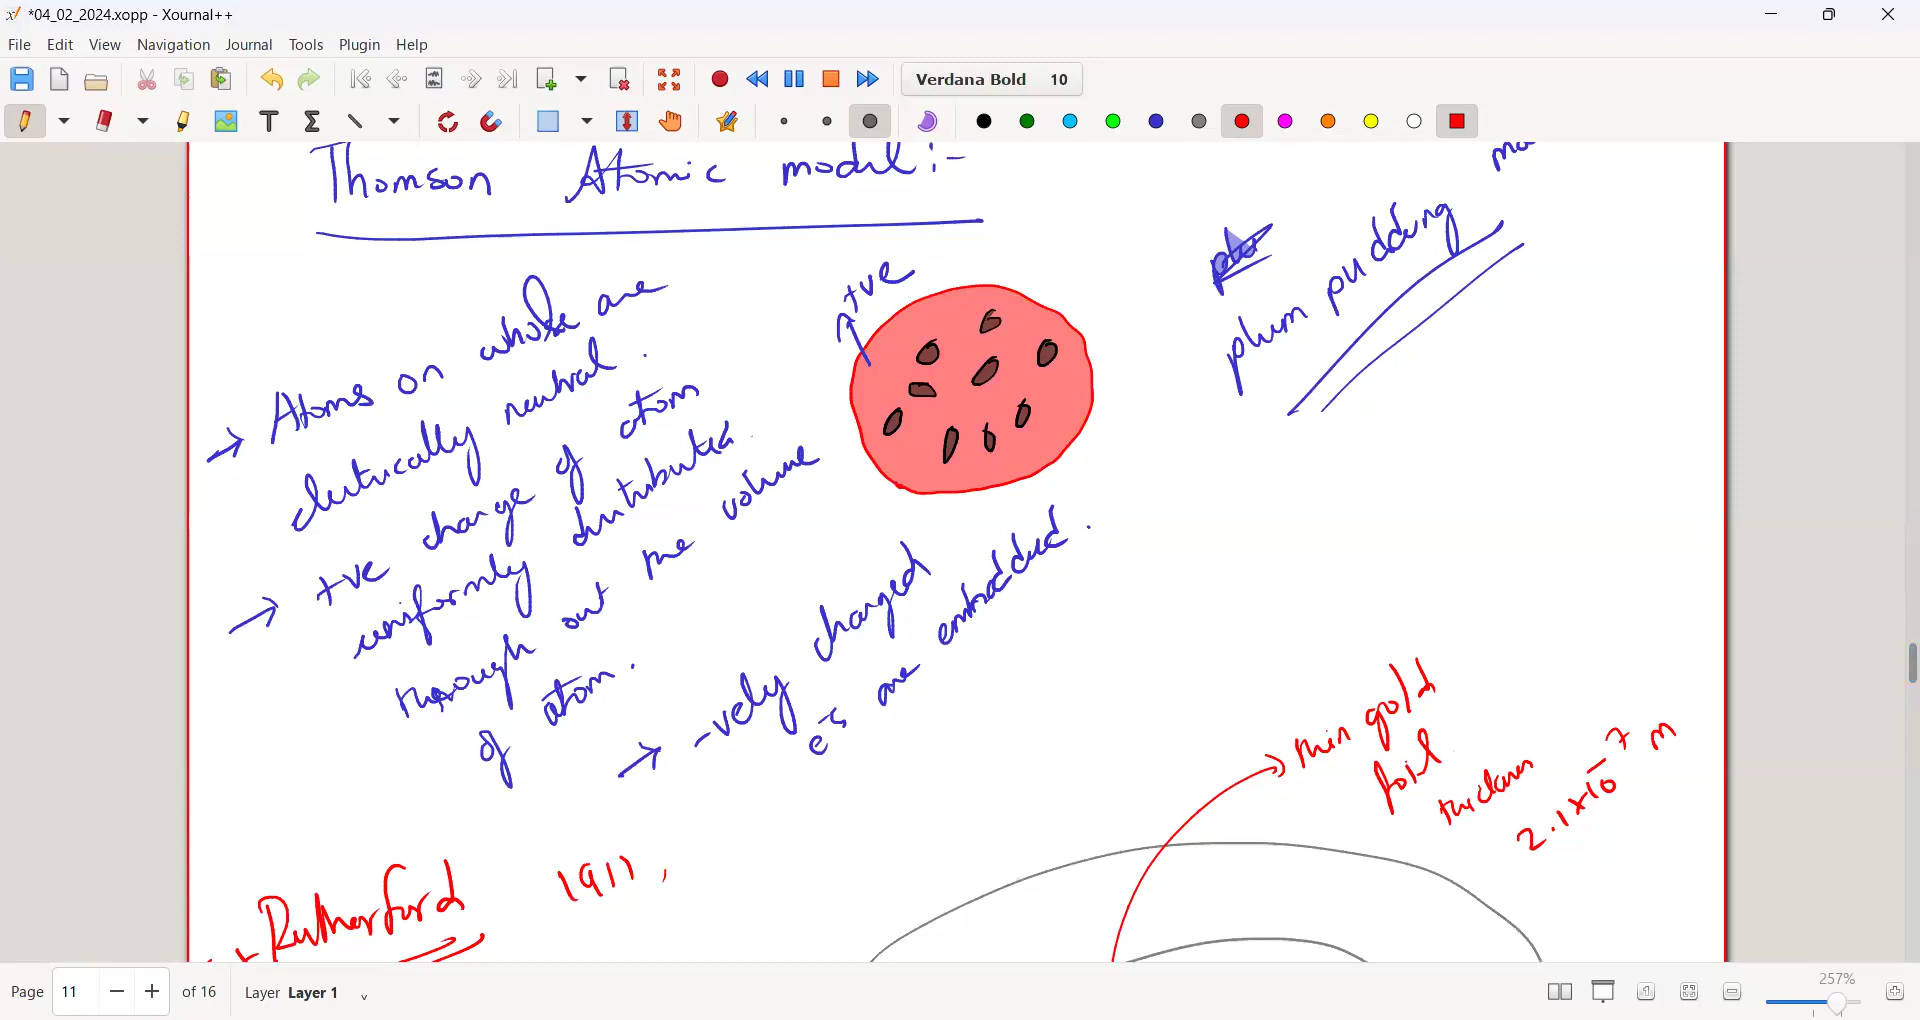 *04_02_2024.xopp - Xournal++
File Edit View Navigation Journal Tools Plugin Help
Verdana Bold 10
Thomson Atomic model :-
plum pudding
+ve
→ Atoms on whole are
electrically neutral.
→ +ve charge of atom
uniformly distributed
through out the volume
of atom.
→ -vely charged
e-s are embadded.
thin gold
foil
thickness
2.1×10⁻⁷ m
Rutherford 1911,
Page 11 of 16 Layer Layer 1
257%